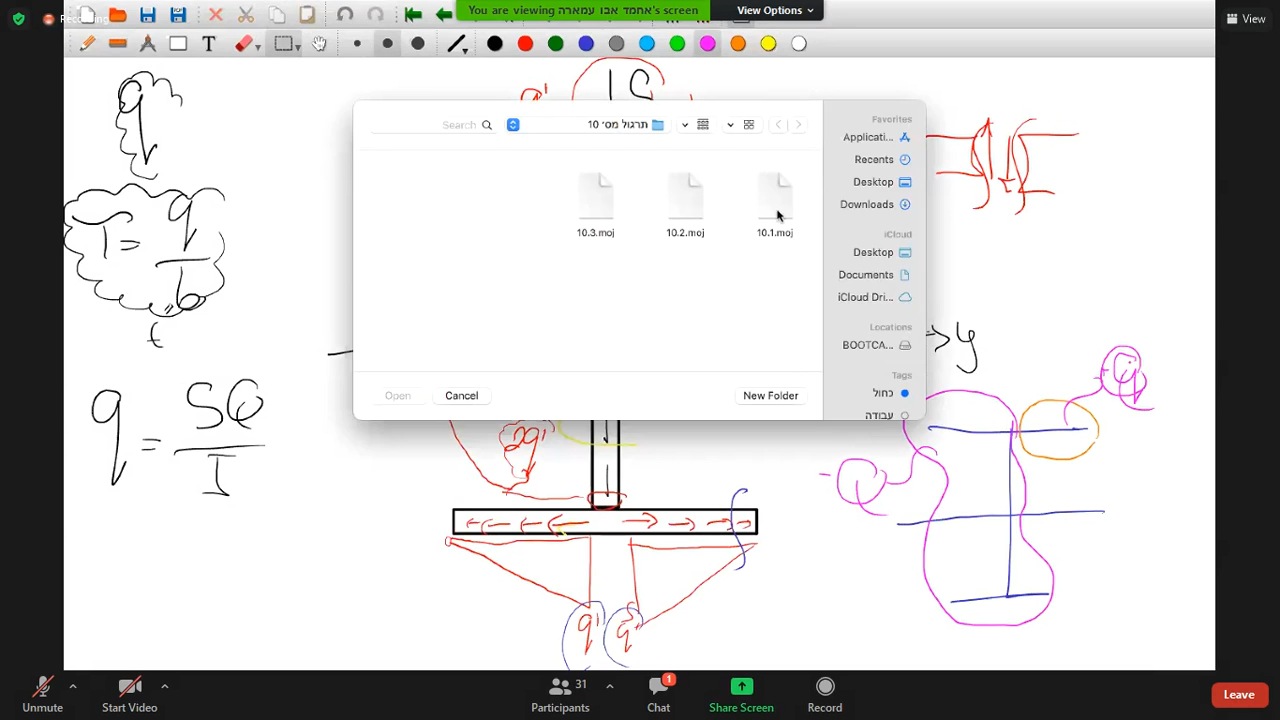 Recording
You are viewing אחמד אבו עמארה's screen
View Options
View
T
Search
תרגול מס׳ 10
10.3.moj
10.2.moj
10.1.moj
Favorites
Applicati...
Recents
Desktop
Downloads
iCloud
Desktop
Documents
iCloud Dri...
Locations
BOOTCA...
Tags
כחול
עבודה
Open
Cancel
New Folder
q
τ = q / b
t
q = SQ / I
q'
y
2q'
q' q'
Unmute
Start Video
31
Participants
1
Chat
Share Screen
Record
Leave